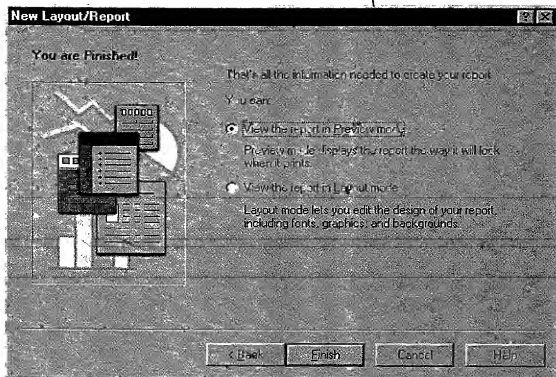 New Layout/Report
You are Finished!
That's all the information needed to create your report
You can:
View the report in Preview mode
Preview mode displays the report the way it will look
when it prints.
View the report in Layout mode
Layout mode lets you edit the design of your report,
including fonts, graphics, and backgrounds.
< Back Finish Cancel Help